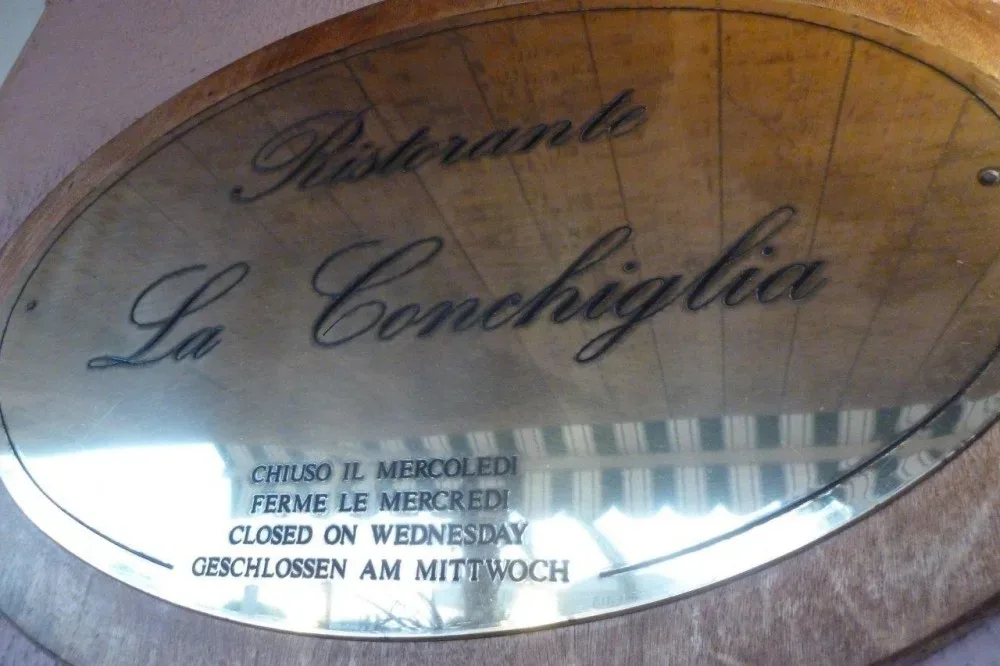 Ristorante
La Conchiglia
CHIUSO IL MERCOLEDI
FERME LE MERCREDI
CLOSED ON WEDNESDAY
GESCHLOSSEN AM MITTWOCH